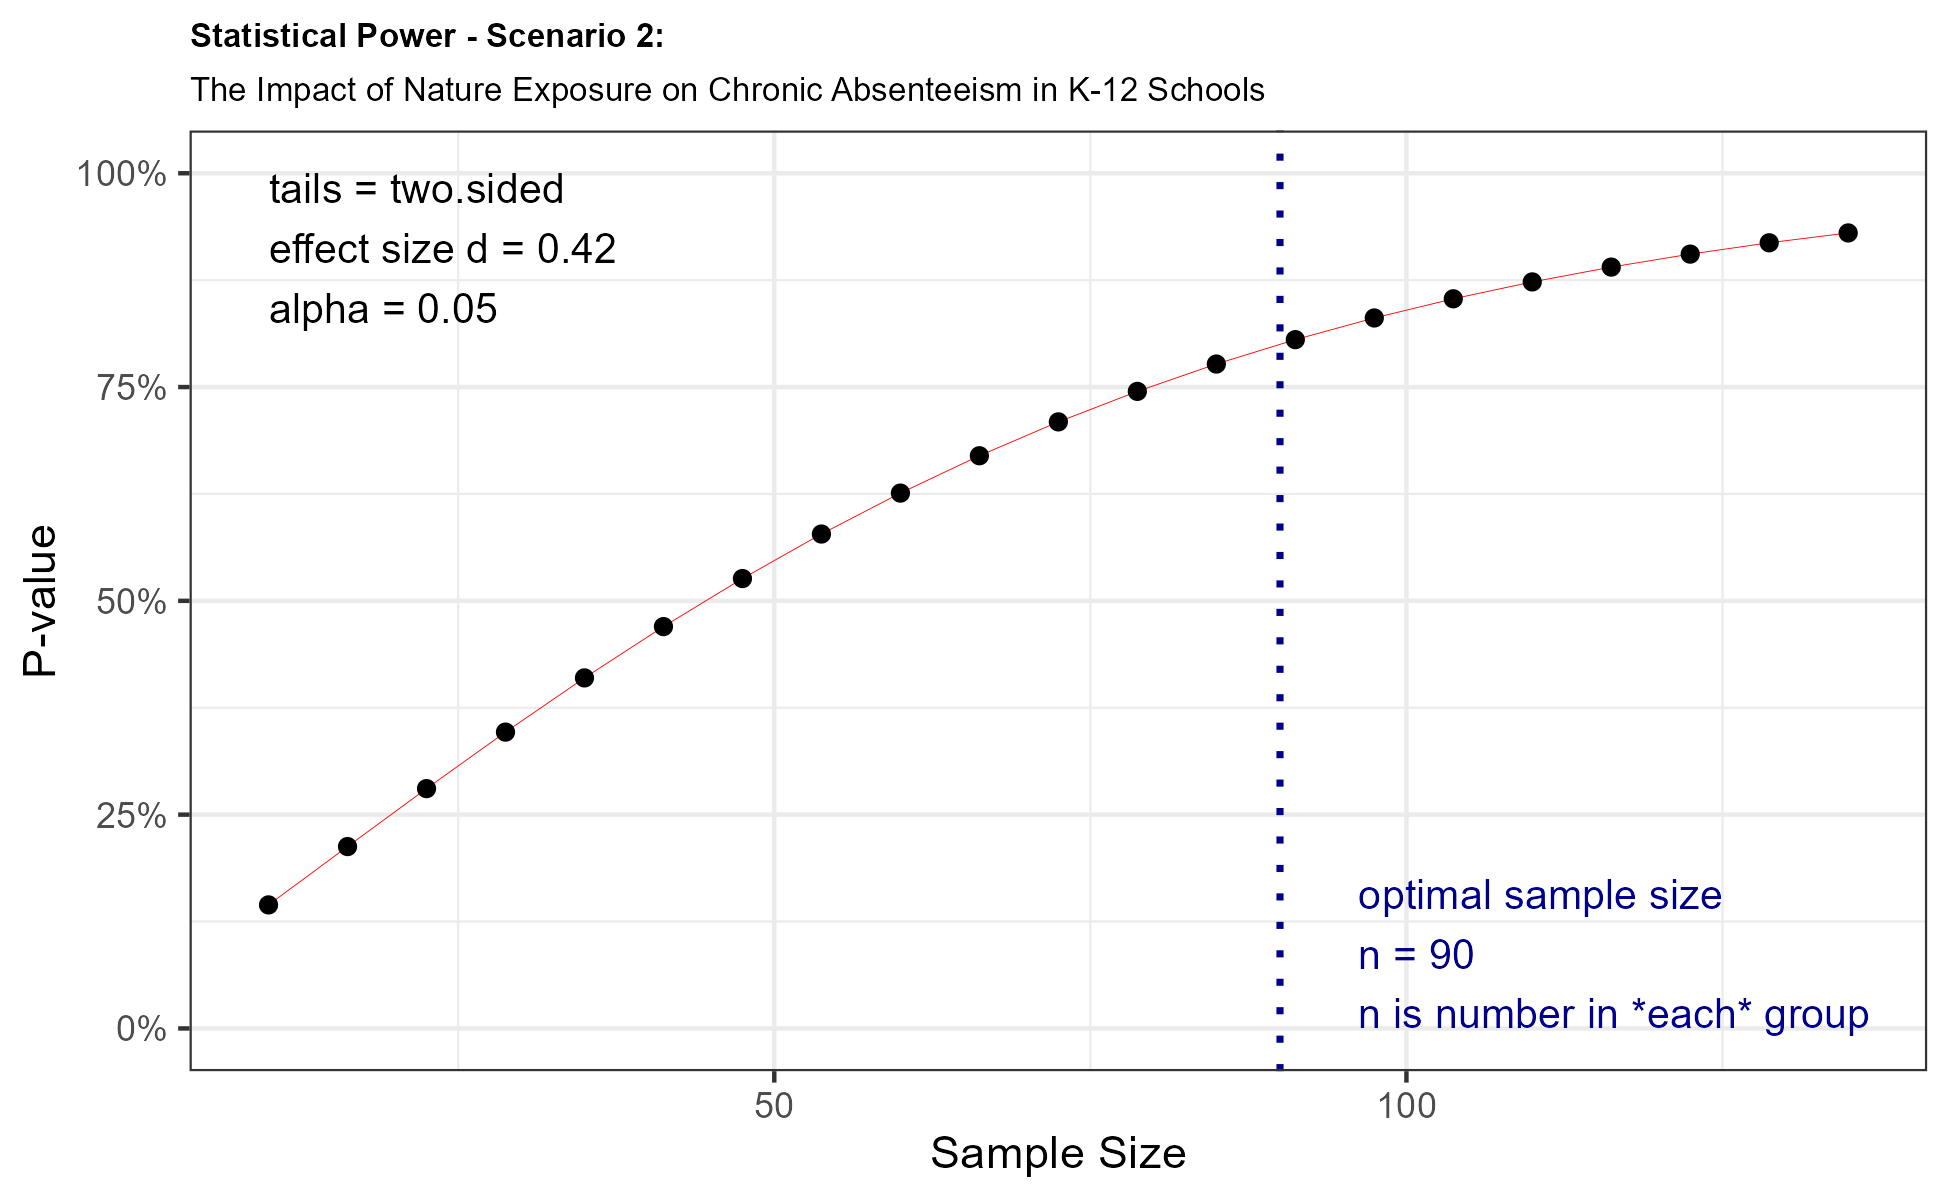 Statistical Power - Scenario 2:
The Impact of Nature Exposure on Chronic Absenteeism in K-12 Schools
100%
75%
50%
25%
0%
P-value
tails = two.sided
effect size d = 0.42
alpha = 0.05
optimal sample size
n = 90
n is number in *each* group
50
100
Sample Size